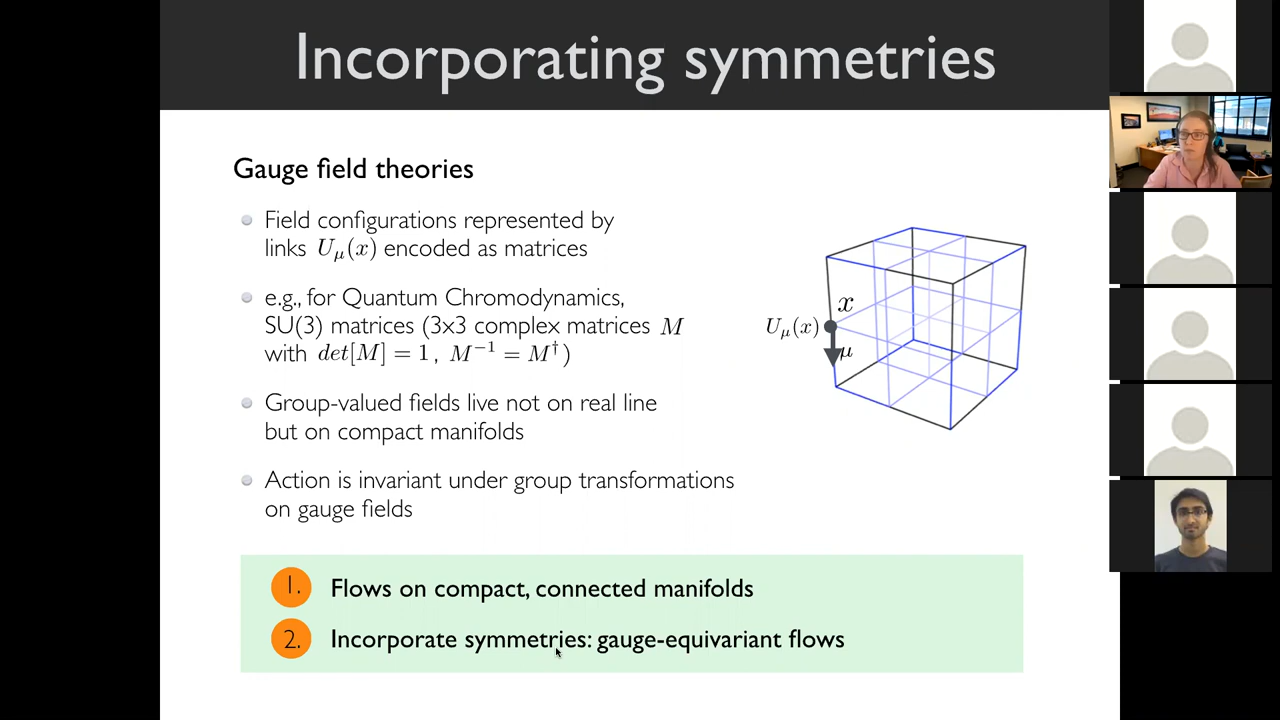 Incorporating symmetries
Gauge field theories
Field configurations represented by
links U_μ(x) encoded as matrices
e.g., for Quantum Chromodynamics,
SU(3) matrices (3x3 complex matrices M
with det[M] = 1 , M⁻¹ = M†)
Group-valued fields live not on real line
but on compact manifolds
Action is invariant under group transformations
on gauge fields
x
U_μ(x)
μ
1. Flows on compact, connected manifolds
2. Incorporate symmetries: gauge-equivariant flows